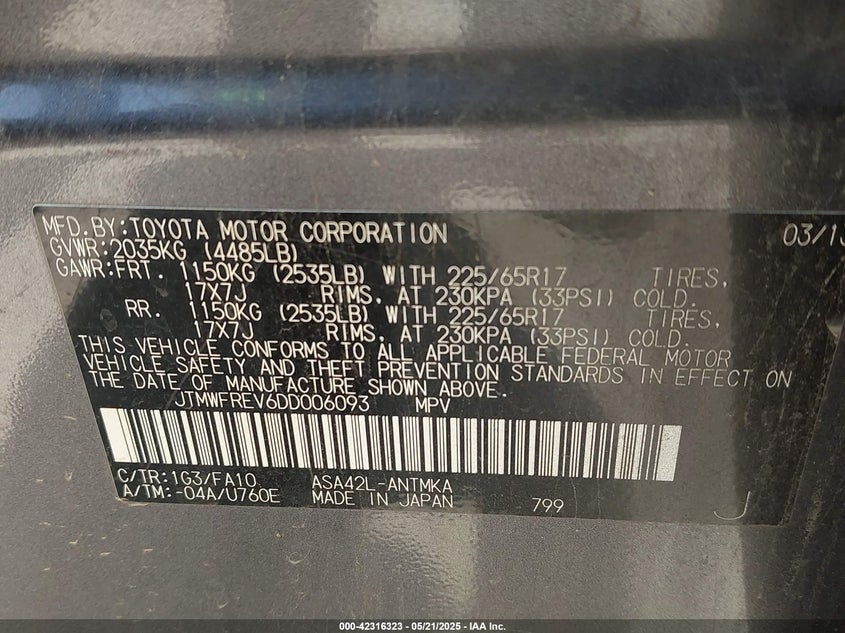 MFD.BY:TOYOTA MOTOR CORPORATION 03/13
GVWR:2035KG (4485LB)
GAWR:FRT. 1150KG (2535LB) WITH 225/65R17 TIRES,
17X7J RIMS, AT 230KPA (33PSI) COLD.
RR. 1150KG (2535LB) WITH 225/65R17 TIRES,
17X7J RIMS, AT 230KPA (33PSI) COLD.
THIS VEHICLE CONFORMS TO ALL APPLICABLE FEDERAL MOTOR
VEHICLE SAFETY AND THEFT PREVENTION STANDARDS IN EFFECT ON
THE DATE OF MANUFACTURE SHOWN ABOVE.
JTMWFREV6DD006093 MPV
C/TR:1G3/FA10 ASA42L-ANTMKA
A/TM:-04A/U760E MADE IN JAPAN 799 J
000-42316323 - 05/21/2025 - IAA Inc.